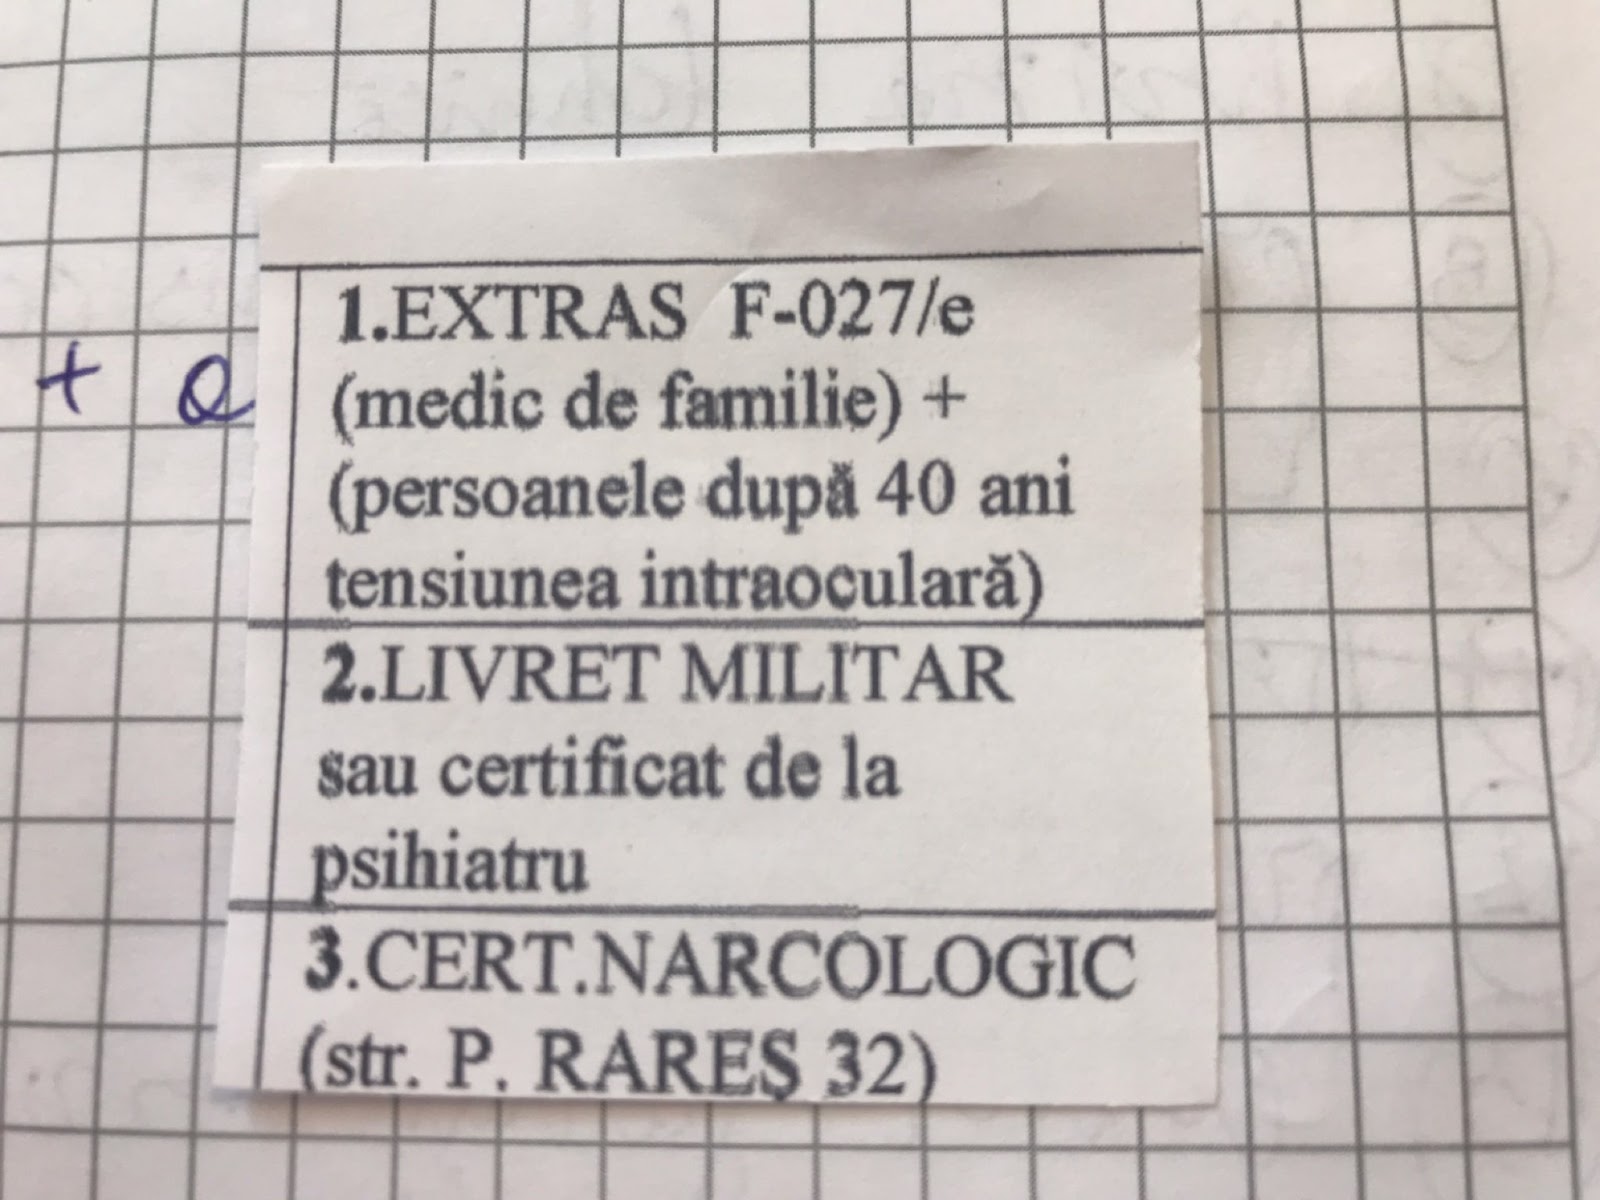 1.EXTRAS F-027/e
(medic de familie) +
(persoanele după 40 ani
tensiunea intraoculară)
2.LIVRET MILITAR
sau certificat de la
psihiatru
3.CERT.NARCOLOGIC
(str. P. RAREȘ 32)
+